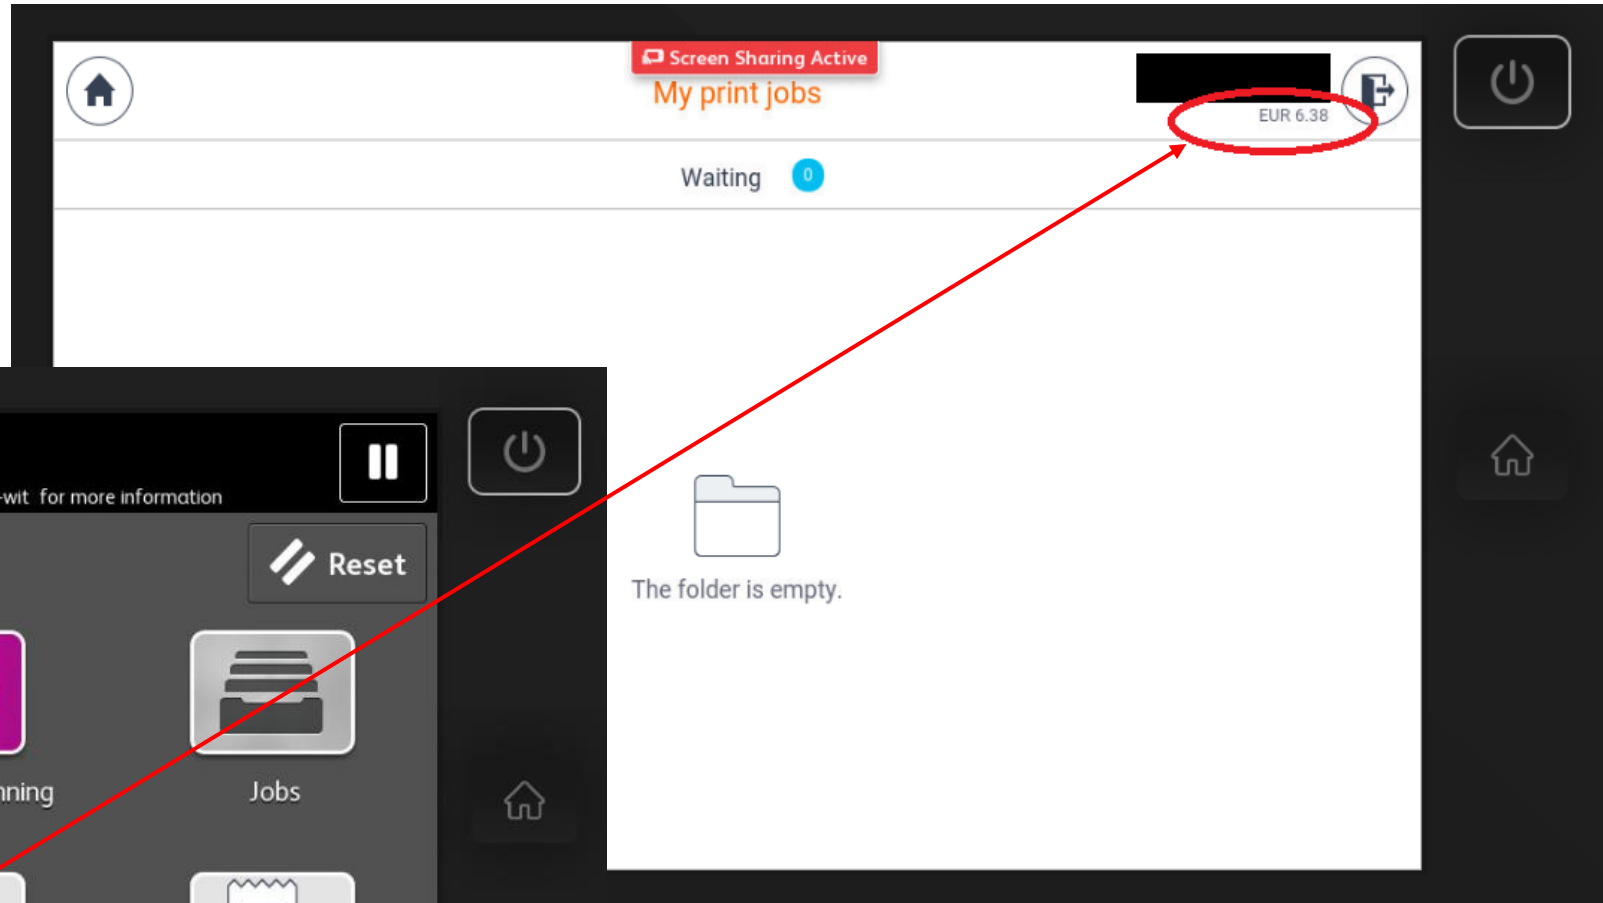 Screen Sharing Active
My print jobs
EUR 6.38
Waiting 0
The folder is empty.
-wit for more information
Reset
nning
Jobs